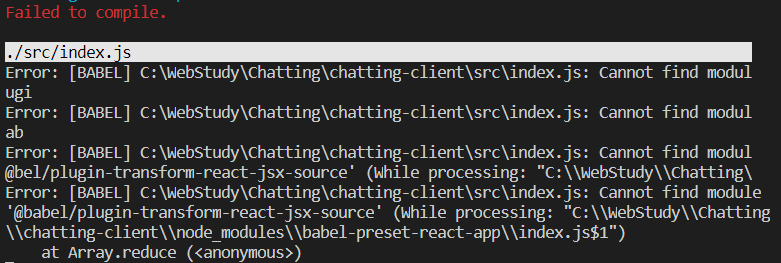 Failed to compile.
./src/index.js
Error: [BABEL] C:\WebStudy\Chatting\chatting-client\src\index.js: Cannot find modul
ugi
Error: [BABEL] C:\WebStudy\Chatting\chatting-client\src\index.js: Cannot find modul
ab
Error: [BABEL] C:\WebStudy\Chatting\chatting-client\src\index.js: Cannot find modul
@bel/plugin-transform-react-jsx-source' (While processing: "C:\\WebStudy\\Chatting\
Error: [BABEL] C:\WebStudy\Chatting\chatting-client\src\index.js: Cannot find module
'@babel/plugin-transform-react-jsx-source' (While processing: "C:\\WebStudy\\Chatting
\\chatting-client\\node_modules\\babel-preset-react-app\\index.js$1")
    at Array.reduce (<anonymous>)